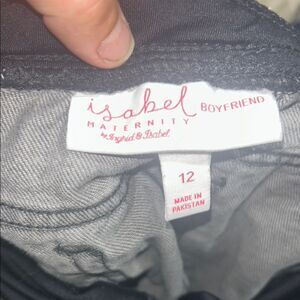 isabel
MATERNITY
by Ingrid & Isabel
BOYFRIEND
12
MADE IN
PAKISTAN